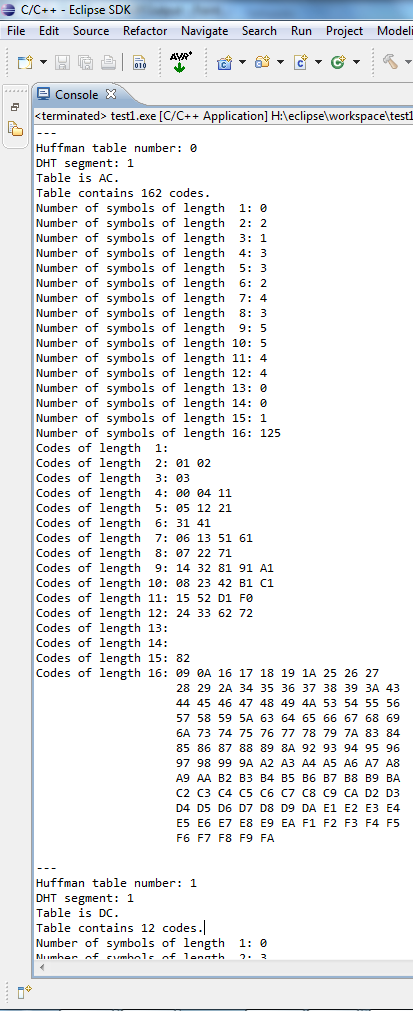 C/C++ - Eclipse SDK
File Edit Source Refactor Navigate Search Run Project Model
010 AVR C C G
Console
<terminated> test1.exe [C/C++ Application] H:\eclipse\workspace\test1
---
Huffman table number: 0
DHT segment: 1
Table is AC.
Table contains 162 codes.
Number of symbols of length  1: 0
Number of symbols of length  2: 2
Number of symbols of length  3: 1
Number of symbols of length  4: 3
Number of symbols of length  5: 3
Number of symbols of length  6: 2
Number of symbols of length  7: 4
Number of symbols of length  8: 3
Number of symbols of length  9: 5
Number of symbols of length 10: 5
Number of symbols of length 11: 4
Number of symbols of length 12: 4
Number of symbols of length 13: 0
Number of symbols of length 14: 0
Number of symbols of length 15: 1
Number of symbols of length 16: 125
Codes of length  1:
Codes of length  2: 01 02
Codes of length  3: 03
Codes of length  4: 00 04 11
Codes of length  5: 05 12 21
Codes of length  6: 31 41
Codes of length  7: 06 13 51 61
Codes of length  8: 07 22 71
Codes of length  9: 14 32 81 91 A1
Codes of length 10: 08 23 42 B1 C1
Codes of length 11: 15 52 D1 F0
Codes of length 12: 24 33 62 72
Codes of length 13:
Codes of length 14:
Codes of length 15: 82
Codes of length 16: 09 0A 16 17 18 19 1A 25 26 27
28 29 2A 34 35 36 37 38 39 3A 43
44 45 46 47 48 49 4A 53 54 55 56
57 58 59 5A 63 64 65 66 67 68 69
6A 73 74 75 76 77 78 79 7A 83 84
85 86 87 88 89 8A 92 93 94 95 96
97 98 99 9A A2 A3 A4 A5 A6 A7 A8
A9 AA B2 B3 B4 B5 B6 B7 B8 B9 BA
C2 C3 C4 C5 C6 C7 C8 C9 CA D2 D3
D4 D5 D6 D7 D8 D9 DA E1 E2 E3 E4
E5 E6 E7 E8 E9 EA F1 F2 F3 F4 F5
F6 F7 F8 F9 FA
---
Huffman table number: 1
DHT segment: 1
Table is DC.
Table contains 12 codes.
Number of symbols of length  1: 0
Number of symbols of length  2: 3